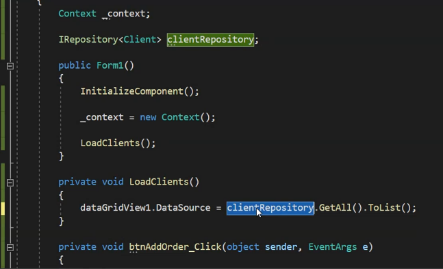 {
Context _context;
IRepository<Client> clientRepository;
public Form1()
{
InitializeComponent();
_context = new Context();
LoadClients();
}
private void LoadClients()
{
dataGridView1.DataSource = clientRepository.GetAll().ToList();
}
private void btnAddOrder_Click(object sender, EventArgs e)
{